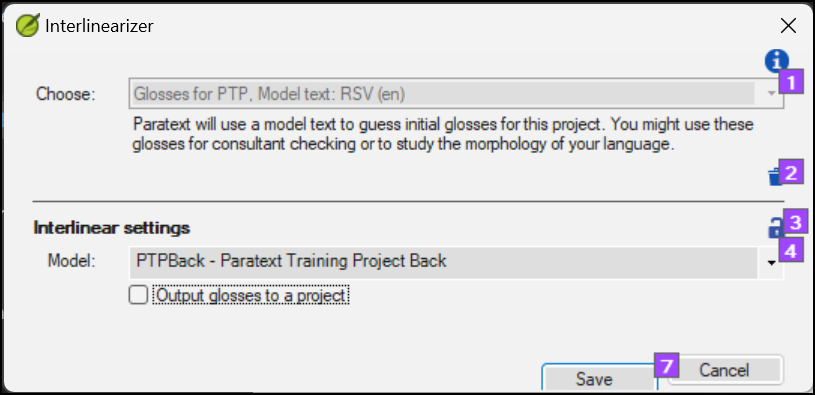 Interlinearizer
Choose: Glosses for PTP, Model text: RSV (en) 1
Paratext will use a model text to guess initial glosses for this project. You might use these
glosses for consultant checking or to study the morphology of your language.
2
Interlinear settings 3
Model: PTPBack - Paratext Training Project Back 4
Output glosses to a project
Save 7 Cancel